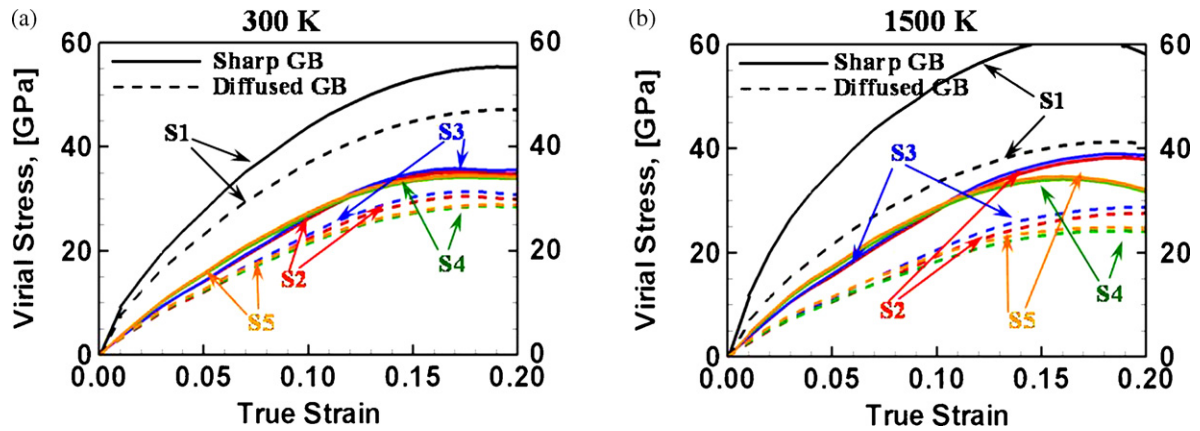 (a)
300 K
Virial Stress, [GPa]
60
40
20
0
Sharp GB
Diffused GB
S1
S3
S2
S4
S5
60
40
20
0
0.00
0.05
0.10
0.15
0.20
True Strain
(b)
1500 K
Virial Stress, [GPa]
60
40
20
0
Sharp GB
Diffused GB
S1
S3
S2
S5
S4
60
40
20
0
0.00
0.05
0.10
0.15
0.20
True Strain